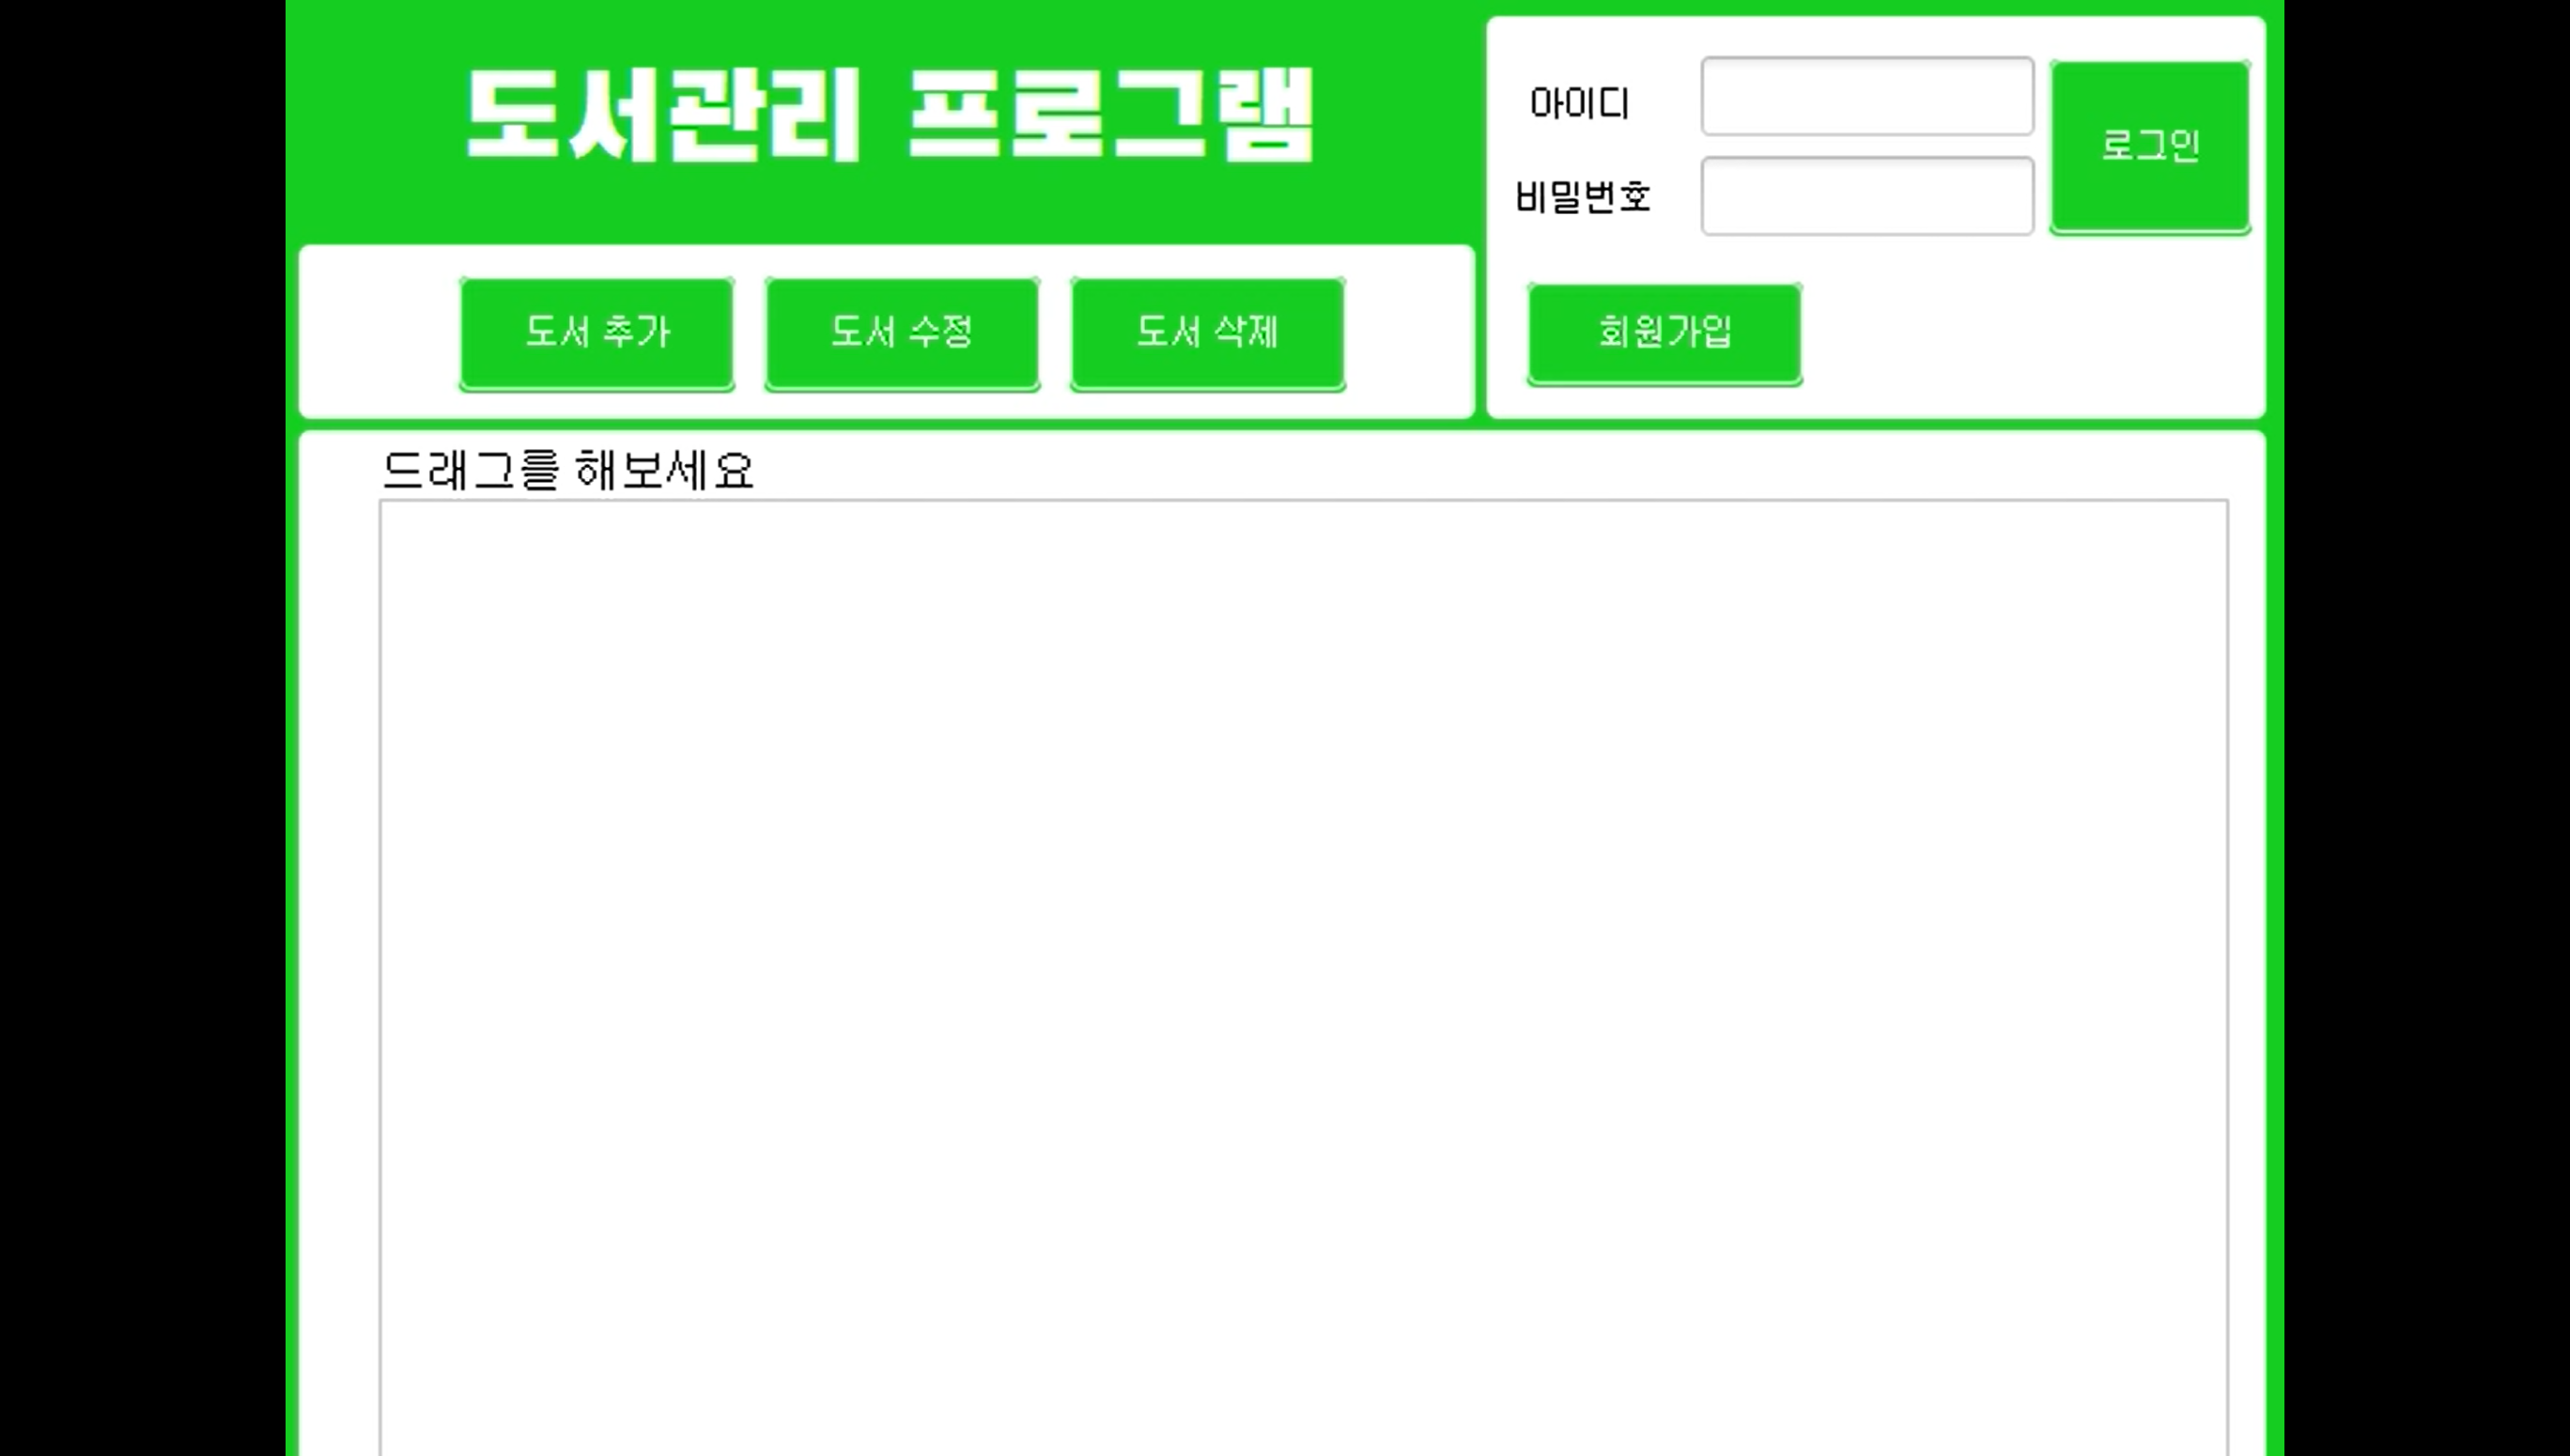 도서관리 프로그램
아이디
비밀번호
로그인
도서 추가
도서 수정
도서 삭제
회원가입
드래그를 해보세요